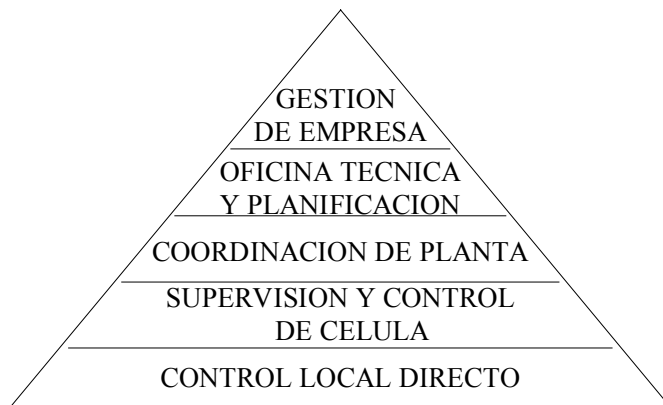 GESTION
DE EMPRESA
OFICINA TECNICA
Y PLANIFICACION
COORDINACION DE PLANTA
SUPERVISION Y CONTROL
DE CELULA
CONTROL LOCAL DIRECTO